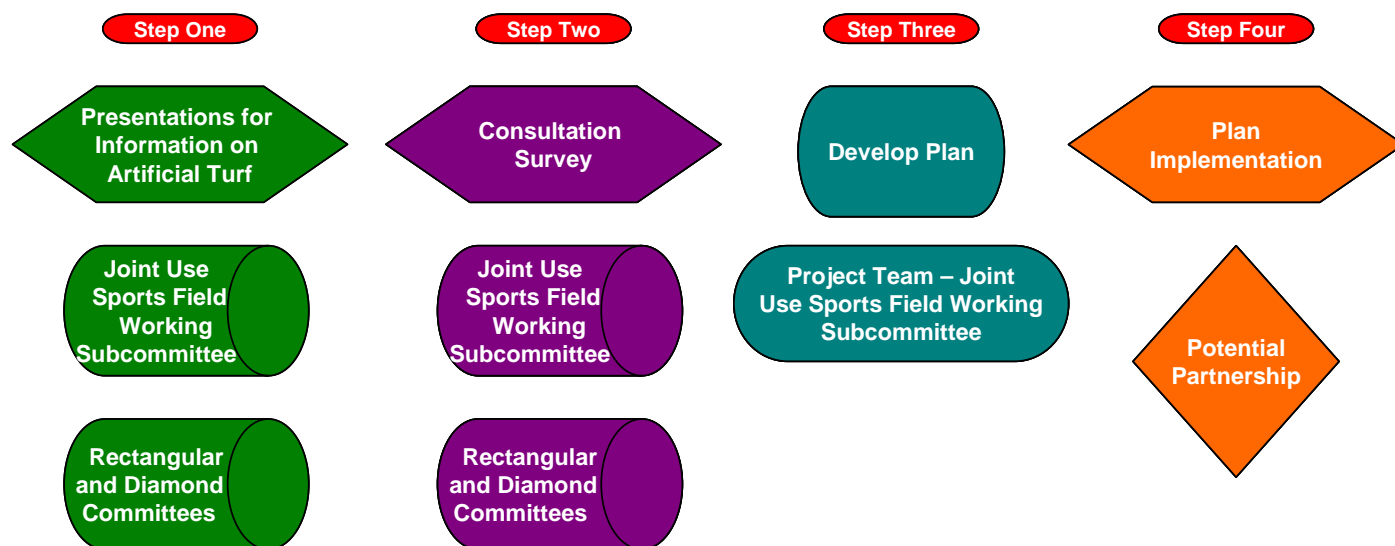 Step One
Step Two
Step Three
Step Four
Presentations for
Information on
Artificial Turf
Consultation
Survey
Develop Plan
Plan
Implementation
Joint Use
Sports Field
Working
Subcommittee
Joint Use
Sports Field
Working
Subcommittee
Project Team – Joint
Use Sports Field Working
Subcommittee
Potential
Partnership
Rectangular
and Diamond
Committees
Rectangular
and Diamond
Committees